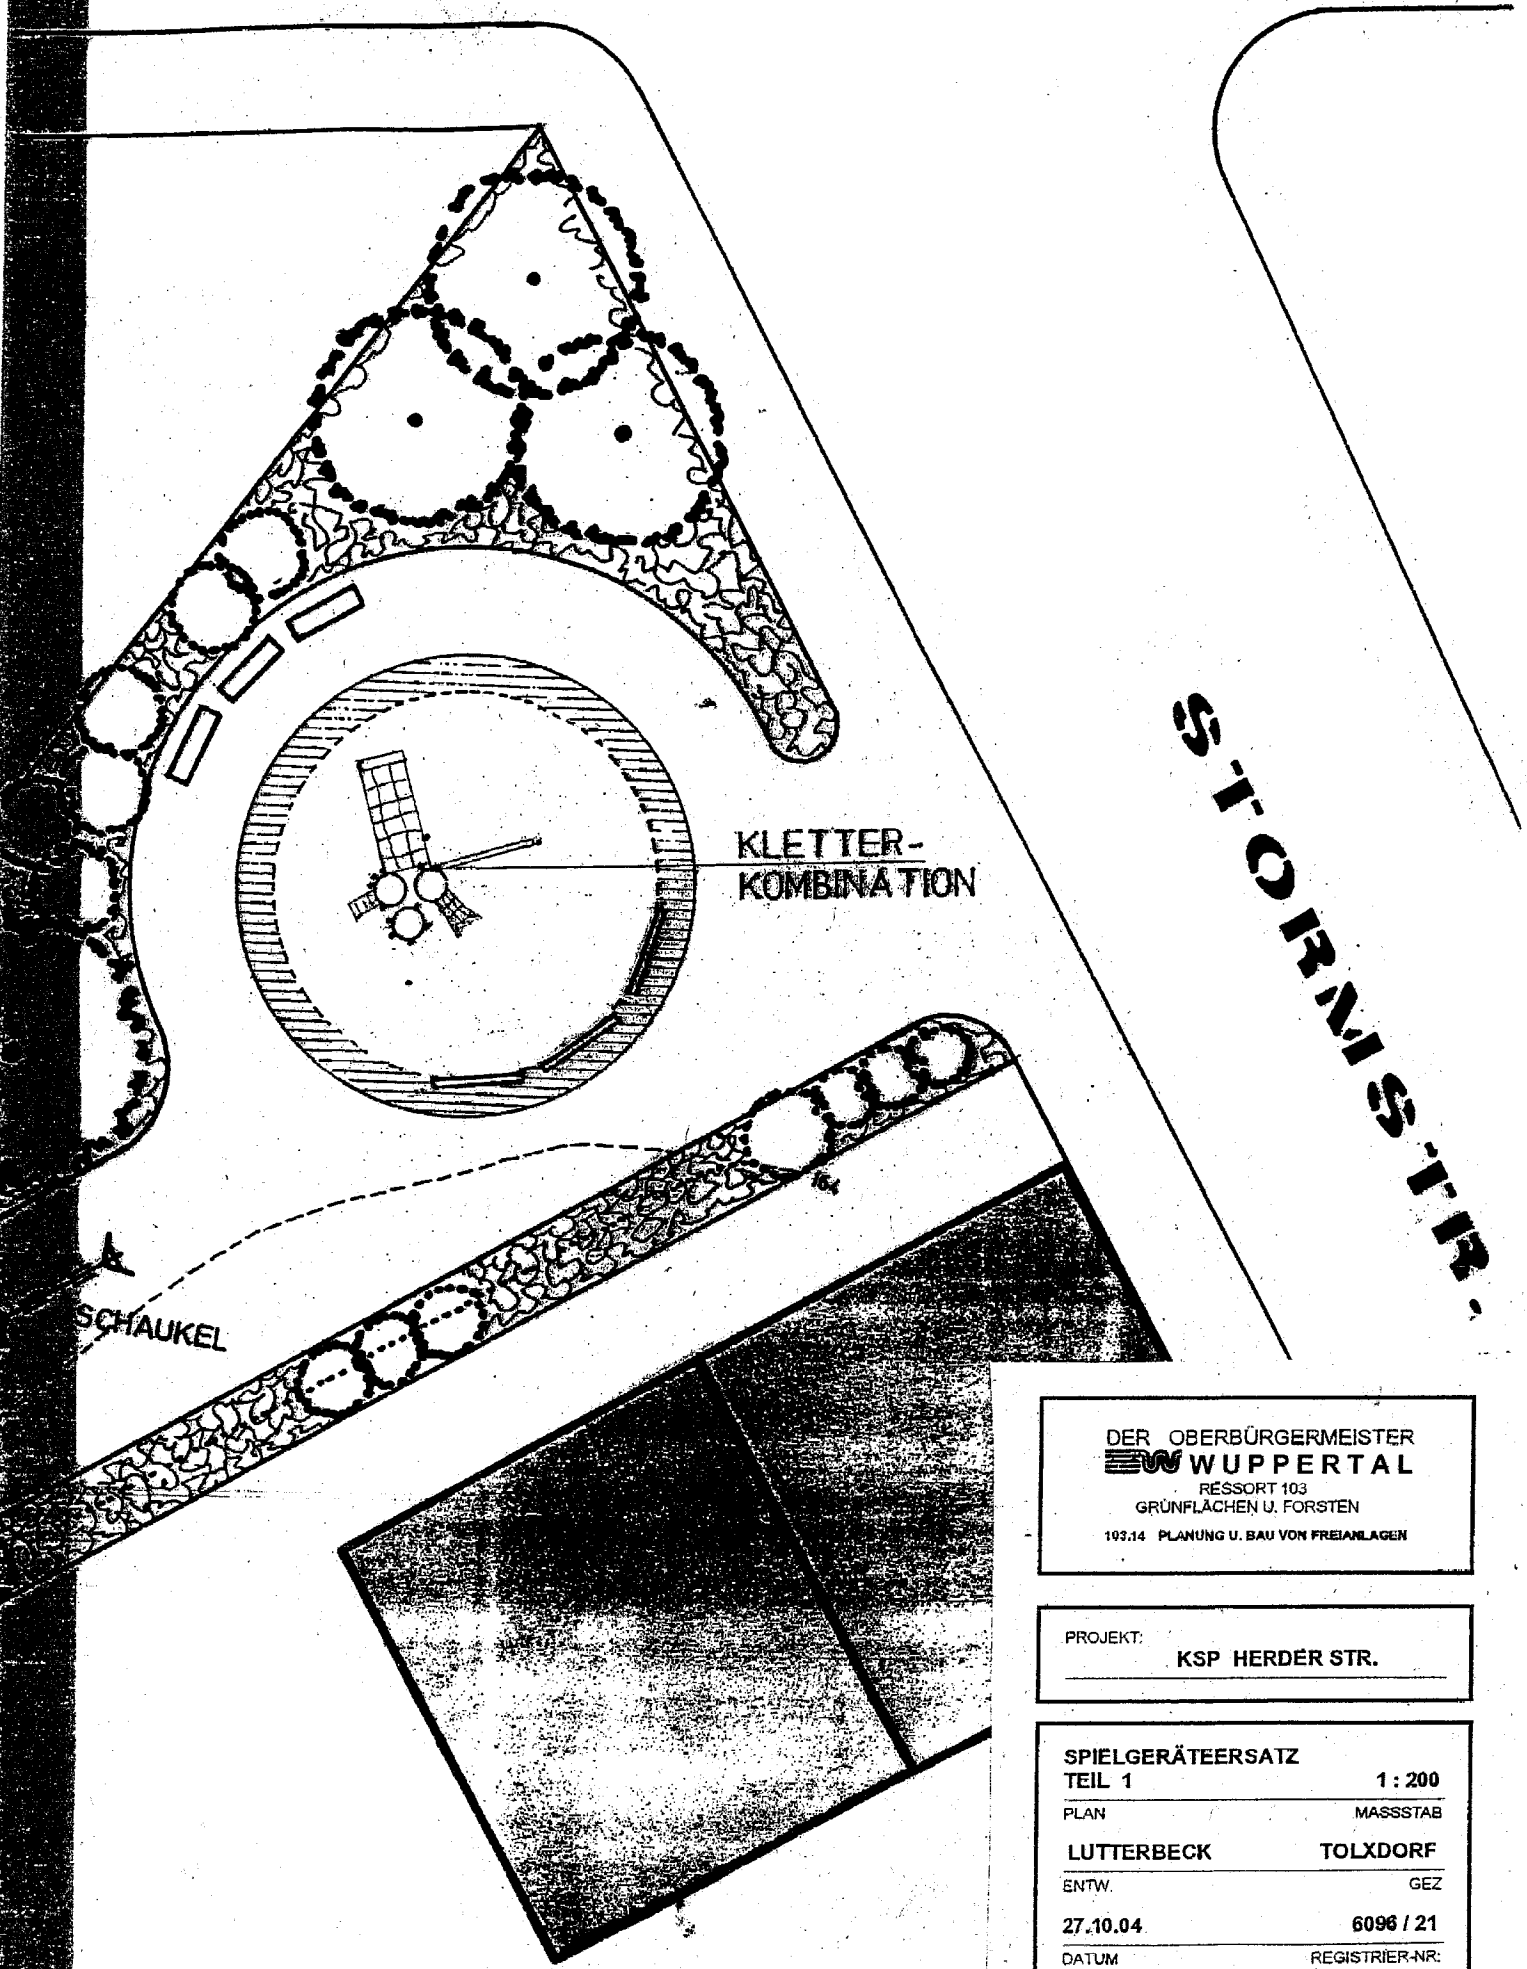 KLETTER-
KOMBINATION
STORMSTR.
164
SCHAUKEL
DER OBERBÜRGERMEISTER
WUPPERTAL
RESSORT 103
GRÜNFLÄCHEN U. FORSTEN
103.14 PLANUNG U. BAU VON FREIANLAGEN
PROJEKT:
KSP HERDER STR.
SPIELGERÄTEERSATZ
TEIL 1 1 : 200
PLAN MASSSTAB
LUTTERBECK TOLXDORF
ENTW. GEZ
27.10.04 6096 / 21
DATUM REGISTRIER-NR: